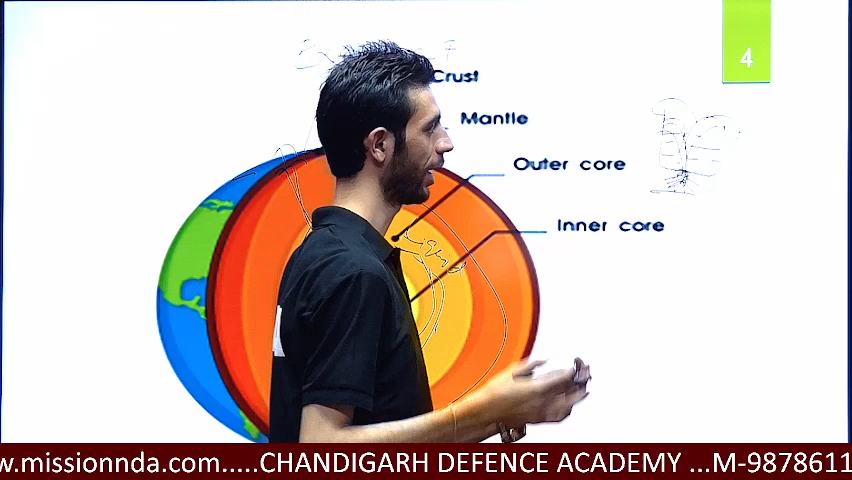 4
Crust
Mantle
Outer core
Inner core
w.missionnda.com.....CHANDIGARH DEFENCE ACADEMY ...M-9878611